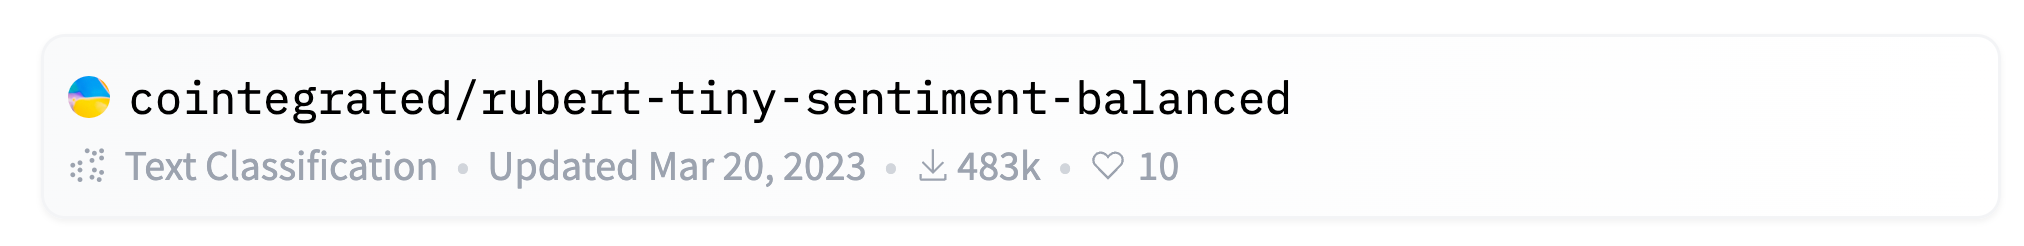 cointegrated/rubert-tiny-sentiment-balanced
Text Classification • Updated Mar 20, 2023 • 483k • 10